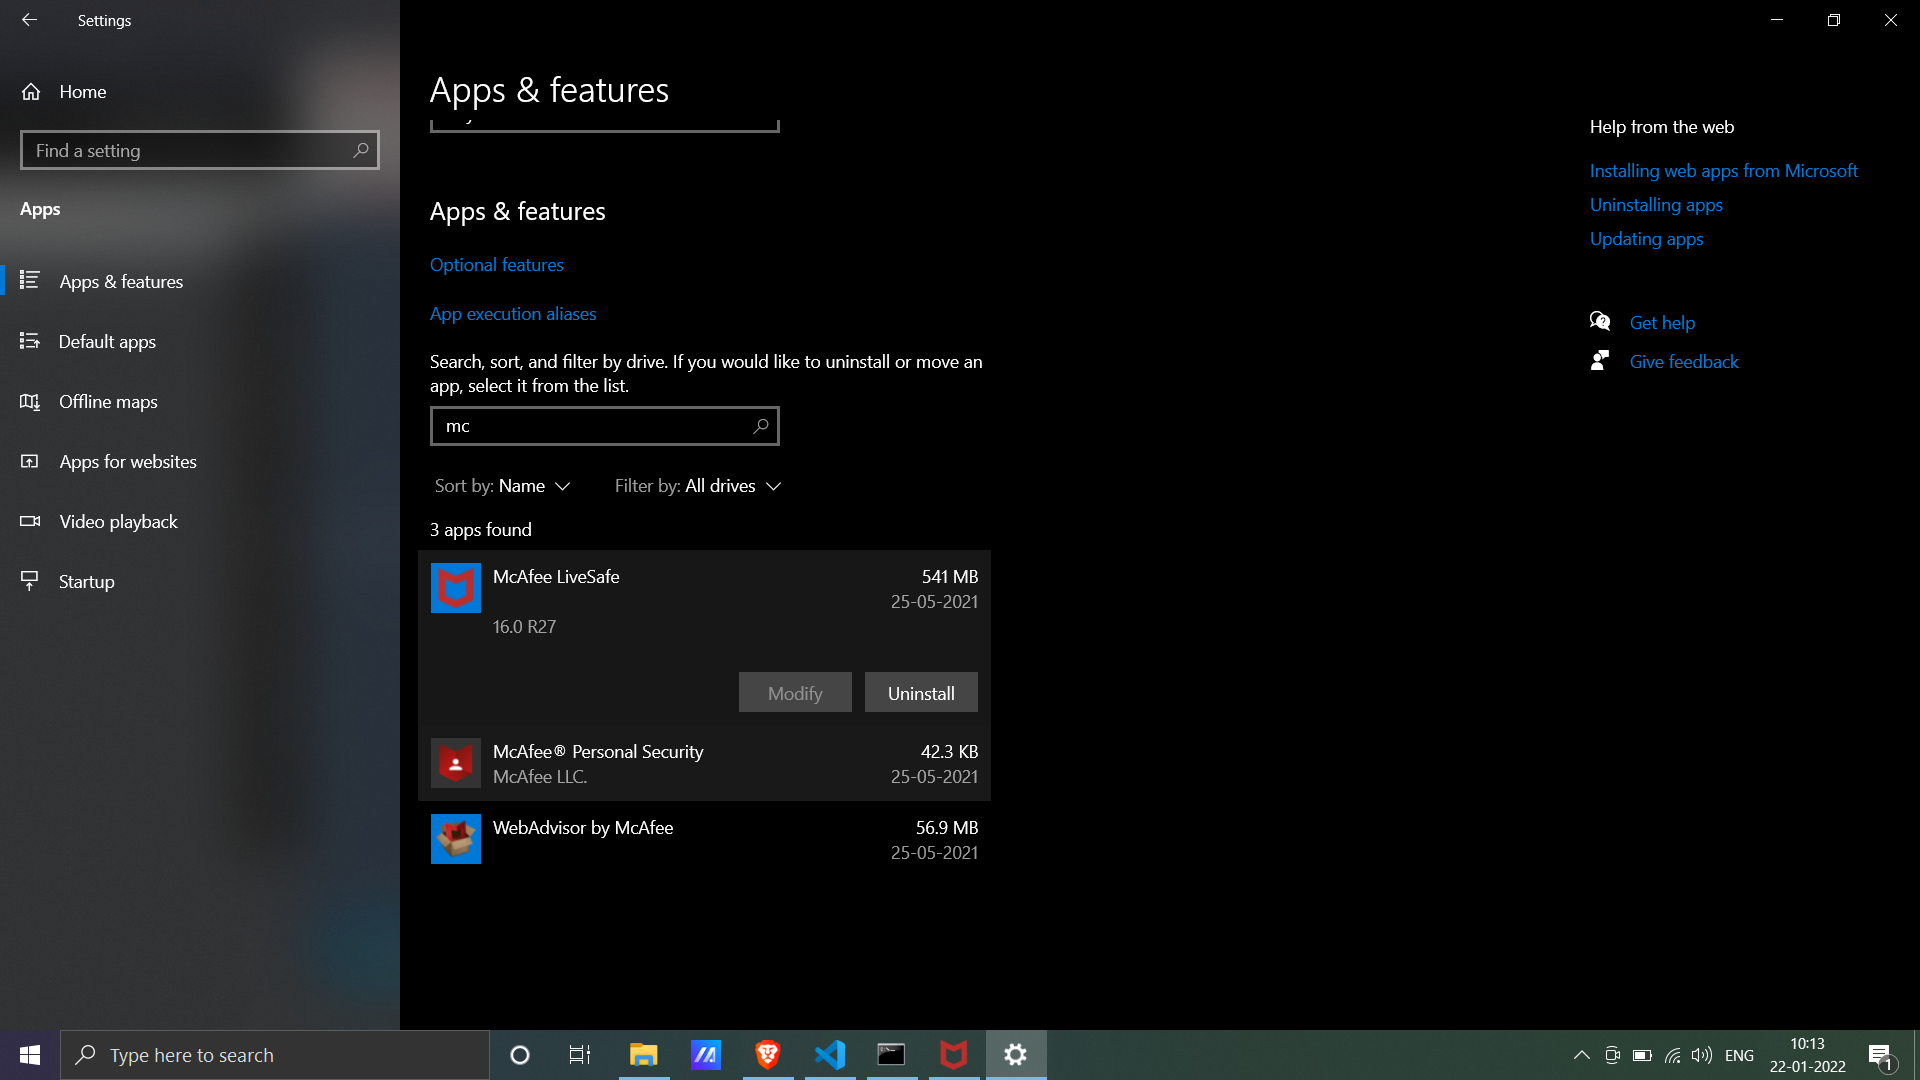 Settings
Home
Find a setting
Apps
Apps & features
Default apps
Offline maps
Apps for websites
Video playback
Startup
Apps & features
Apps & features
Optional features
App execution aliases
Search, sort, and filter by drive. If you would like to uninstall or move an
app, select it from the list.
mc
Sort by: Name
Filter by: All drives
3 apps found
McAfee LiveSafe
541 MB
25-05-2021
16.0 R27
Modify
Uninstall
McAfee® Personal Security
42.3 KB
McAfee LLC.
25-05-2021
WebAdvisor by McAfee
56.9 MB
25-05-2021
Help from the web
Installing web apps from Microsoft
Uninstalling apps
Updating apps
Get help
Give feedback
Type here to search
ENG
10:13
22-01-2022
1